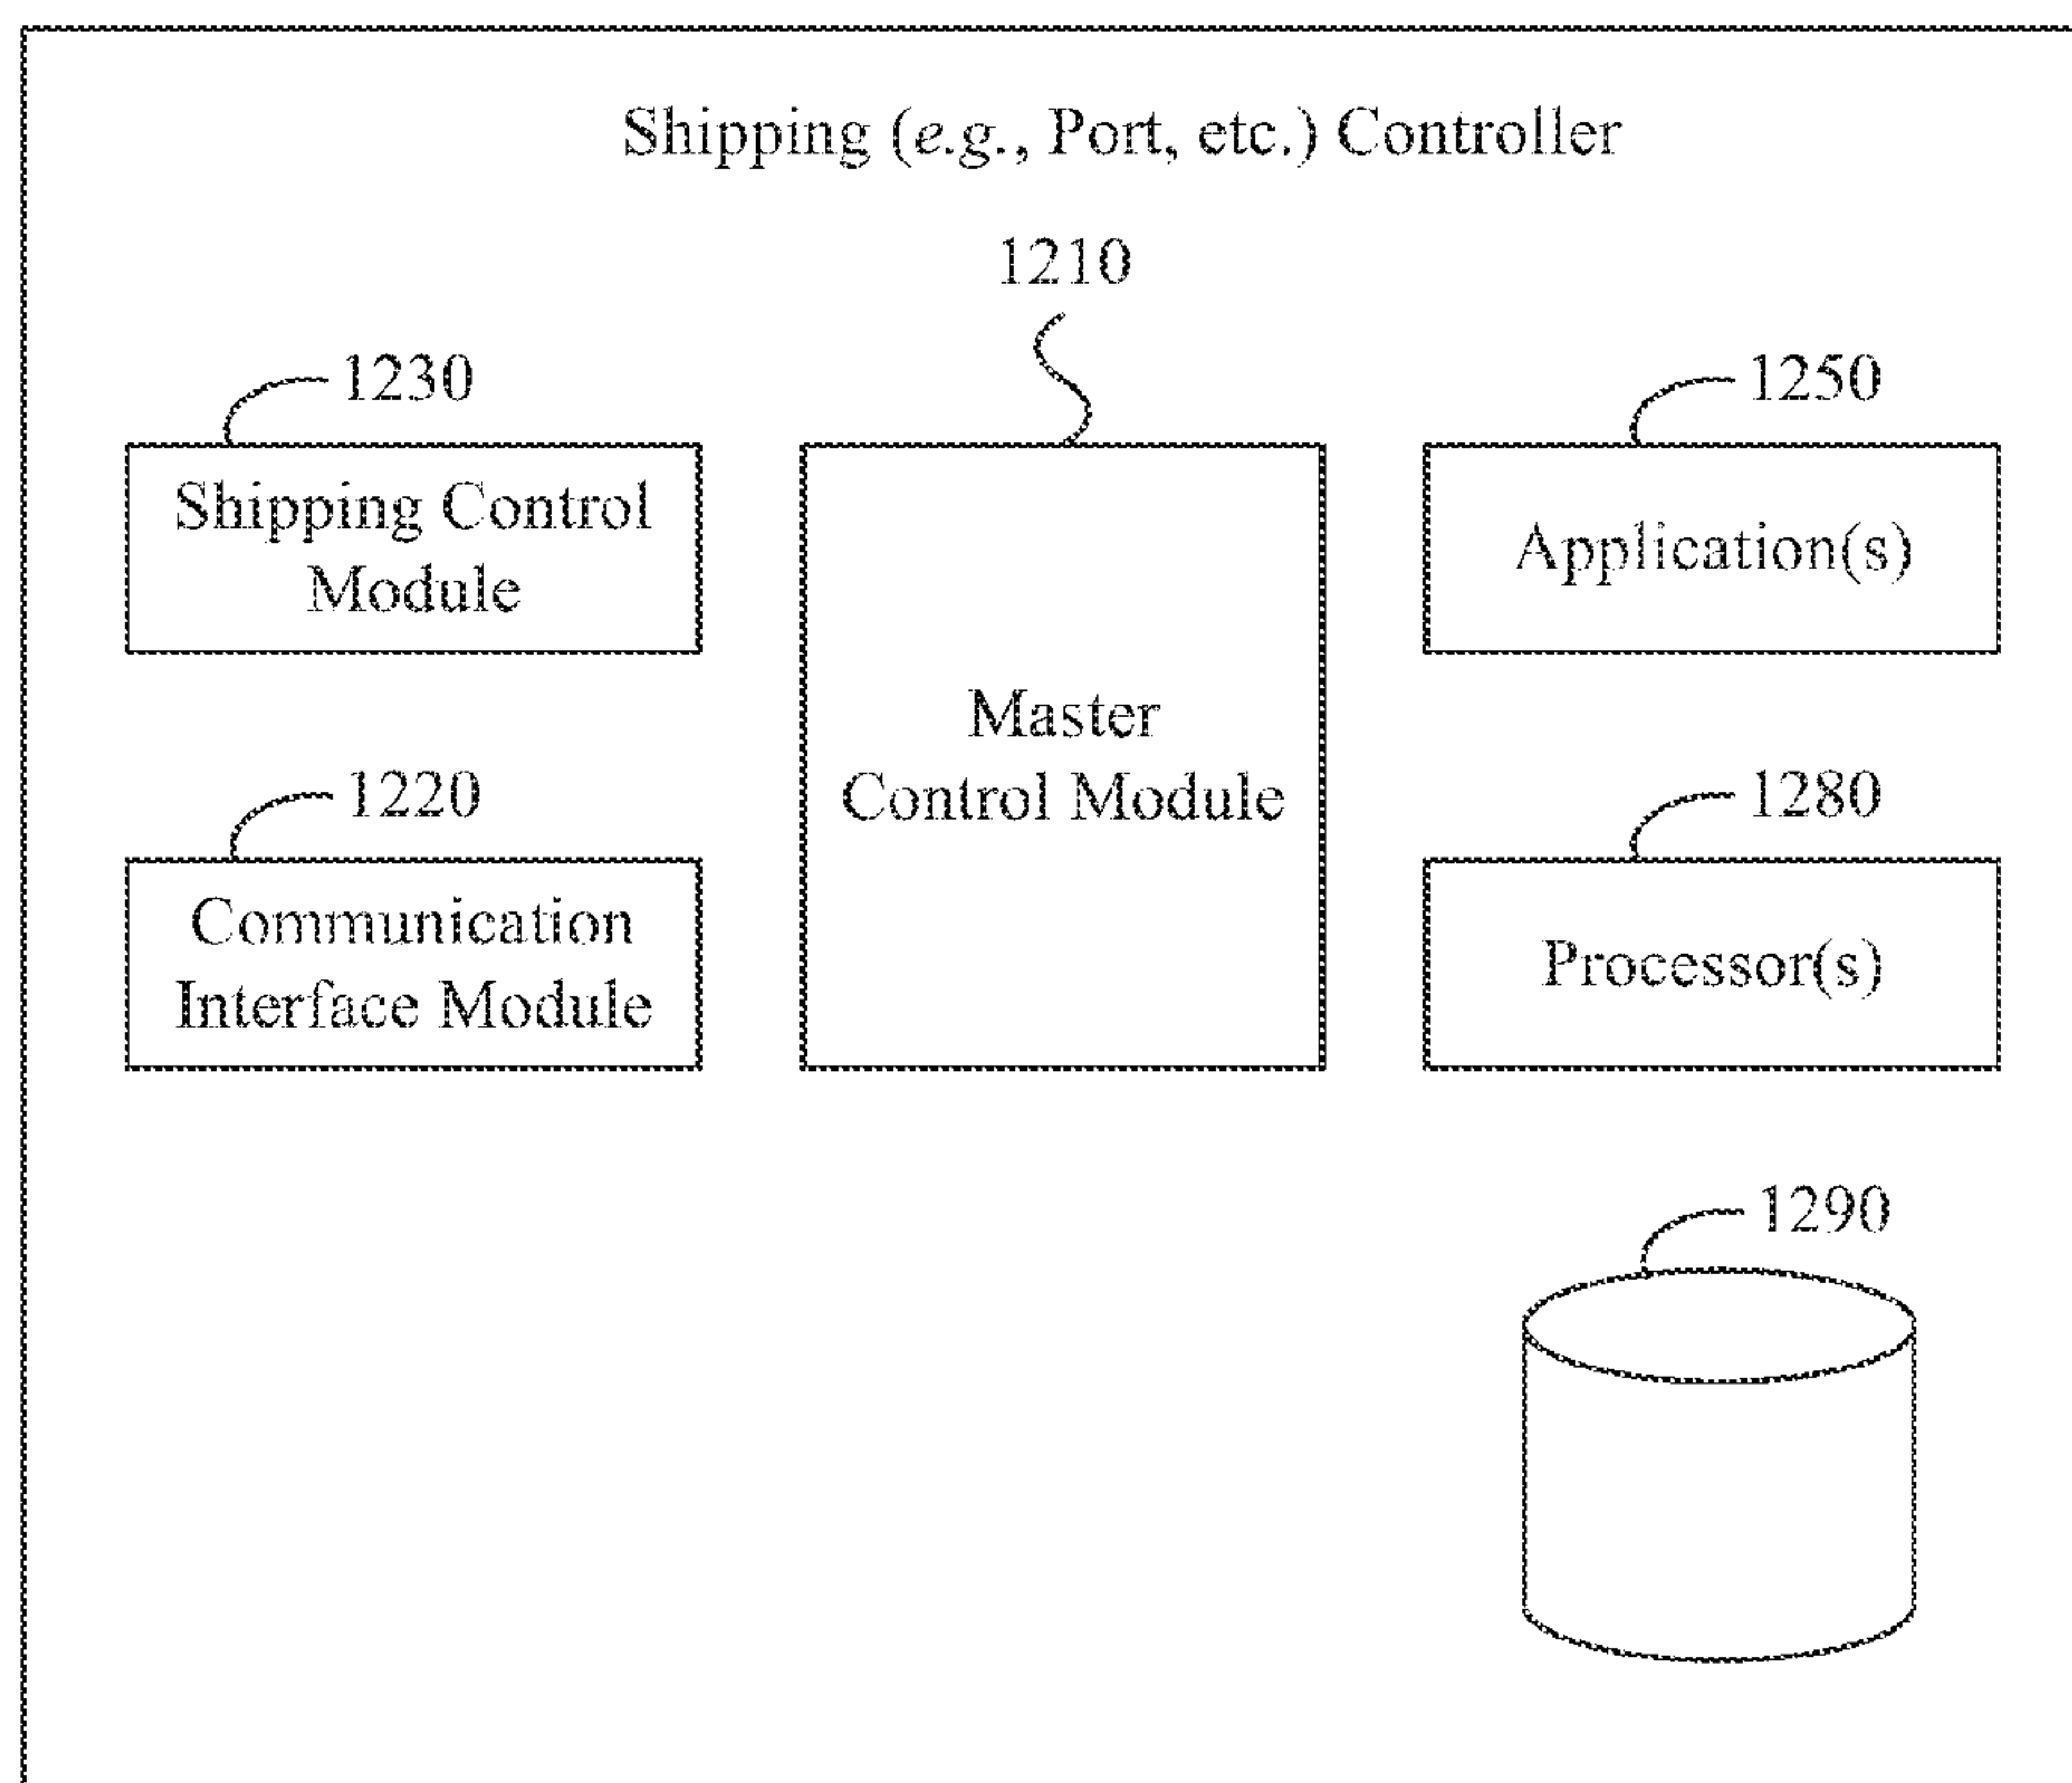 Shipping (e.g., Port, etc.) Controller
1210
1230
1250
Shipping Control
Module
Application(s)
Master
Control Module
1220
1280
Communication
Interface Module
Processor(s)
1290